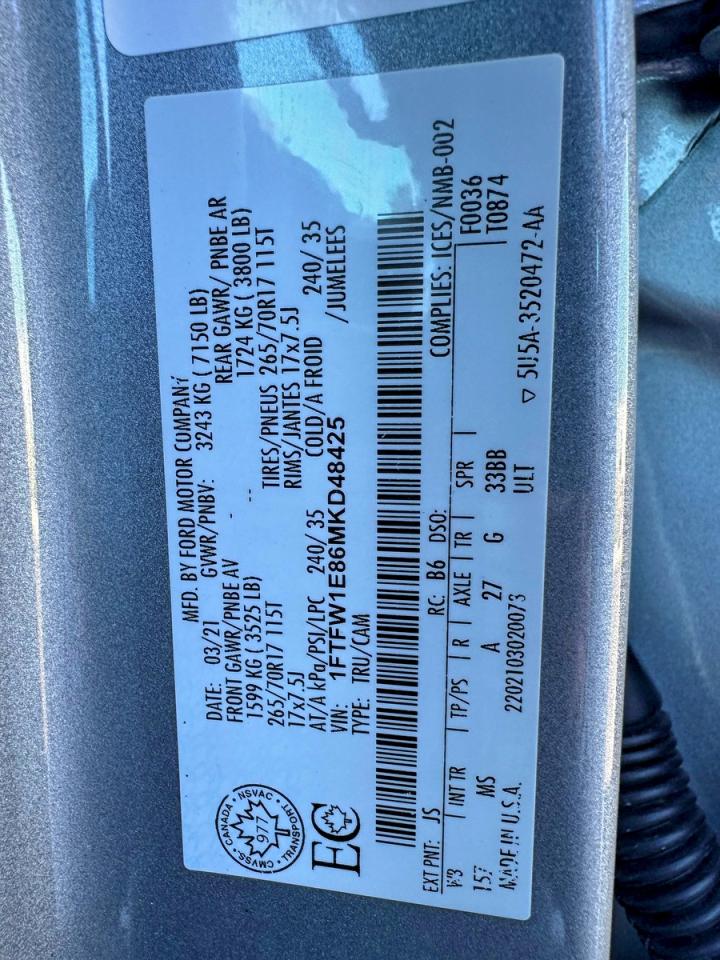 MFD. BY FORD MOTOR COMPANY
DATE: 03/21 GVWR/PNBV: 3243 KG ( 7150 LB)
FRONT GAWR/PNBE AV REAR GAWR/ PNBE AR
1599 KG ( 3525 LB) -- 1724 KG ( 3800 LB)
265/70R17 115T TIRES/PNEUS 265/70R17 115T
17x7.5J RIMS/JANTES 17x7.5J
AT/A kPa/PSI/LPC 240/ 35 COLD/A FROID 240/ 35
VIN: 1FTFW1E86MKD48425 /JUMELEES
TYPE: TRU/CAM
CMVSS • CANADA • NSVAC • TRANSPORT
977
EC
COMPLIES: ICES/NMB-002
EXT PNT: JS RC: B6 DSO:
WB | INT TR | TP/PS | R | AXLE | TR | SPR | F0036
157 MS A 27 G 33BB T0874
ULT
2202103020073
MADE IN U.S.A. ▽ 5U5A-3520472-AA